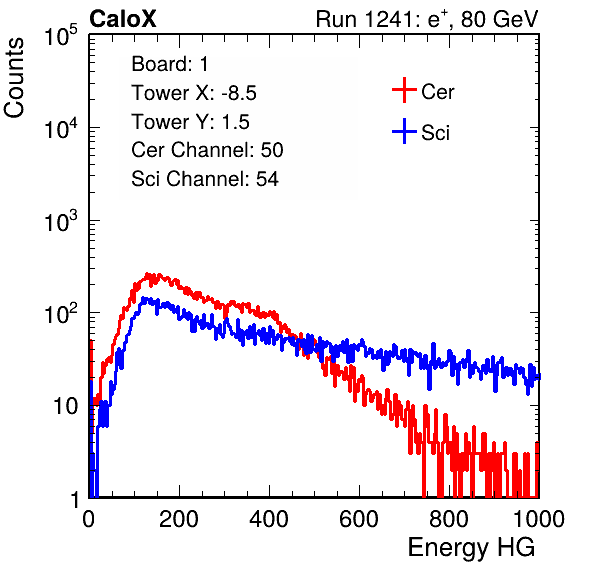 CaloX Run 1241: e⁺, 80 GeV
Counts
Board: 1
Tower X: -8.5
Tower Y: 1.5
Cer Channel: 50
Sci Channel: 54
Cer
Sci
10⁵
10⁴
10³
10²
10
1
0 200 400 600 800 1000
Energy HG